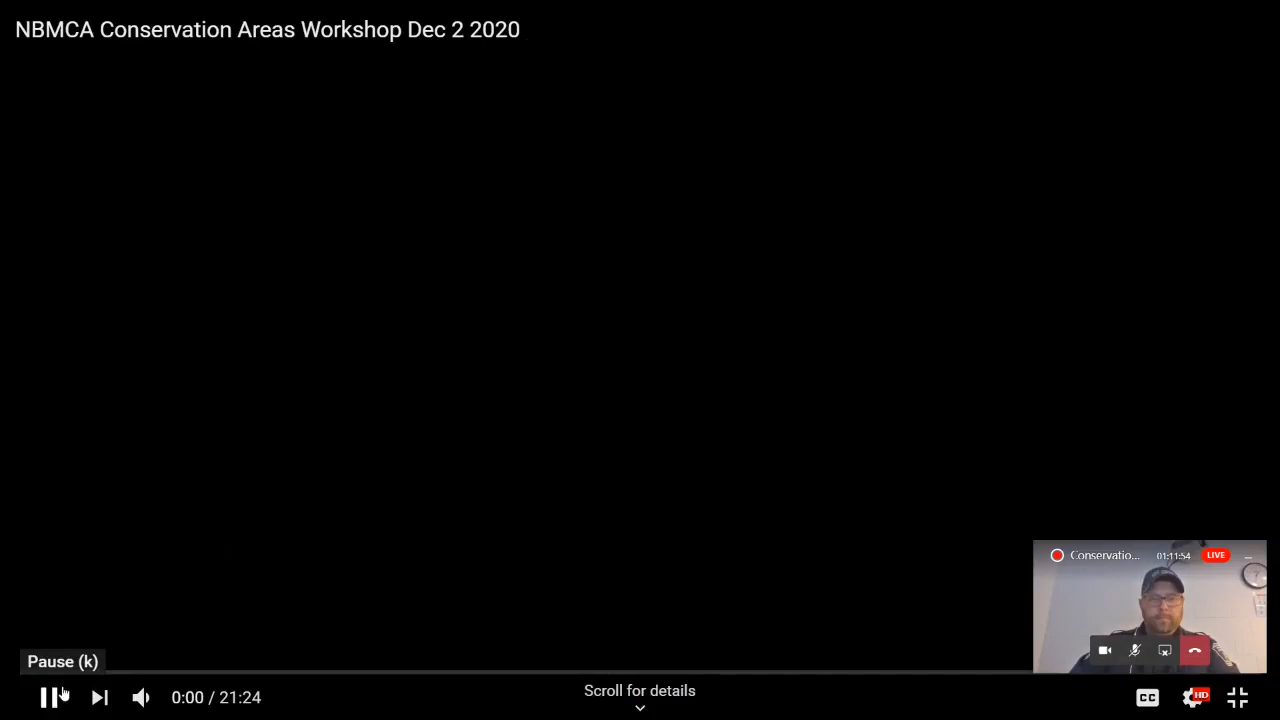 NBMCA Conservation Areas Workshop Dec 2 2020
Conservatio... 01:11:54 LIVE
Pause (k)
0:00 / 21:24
Scroll for details
CC
HD